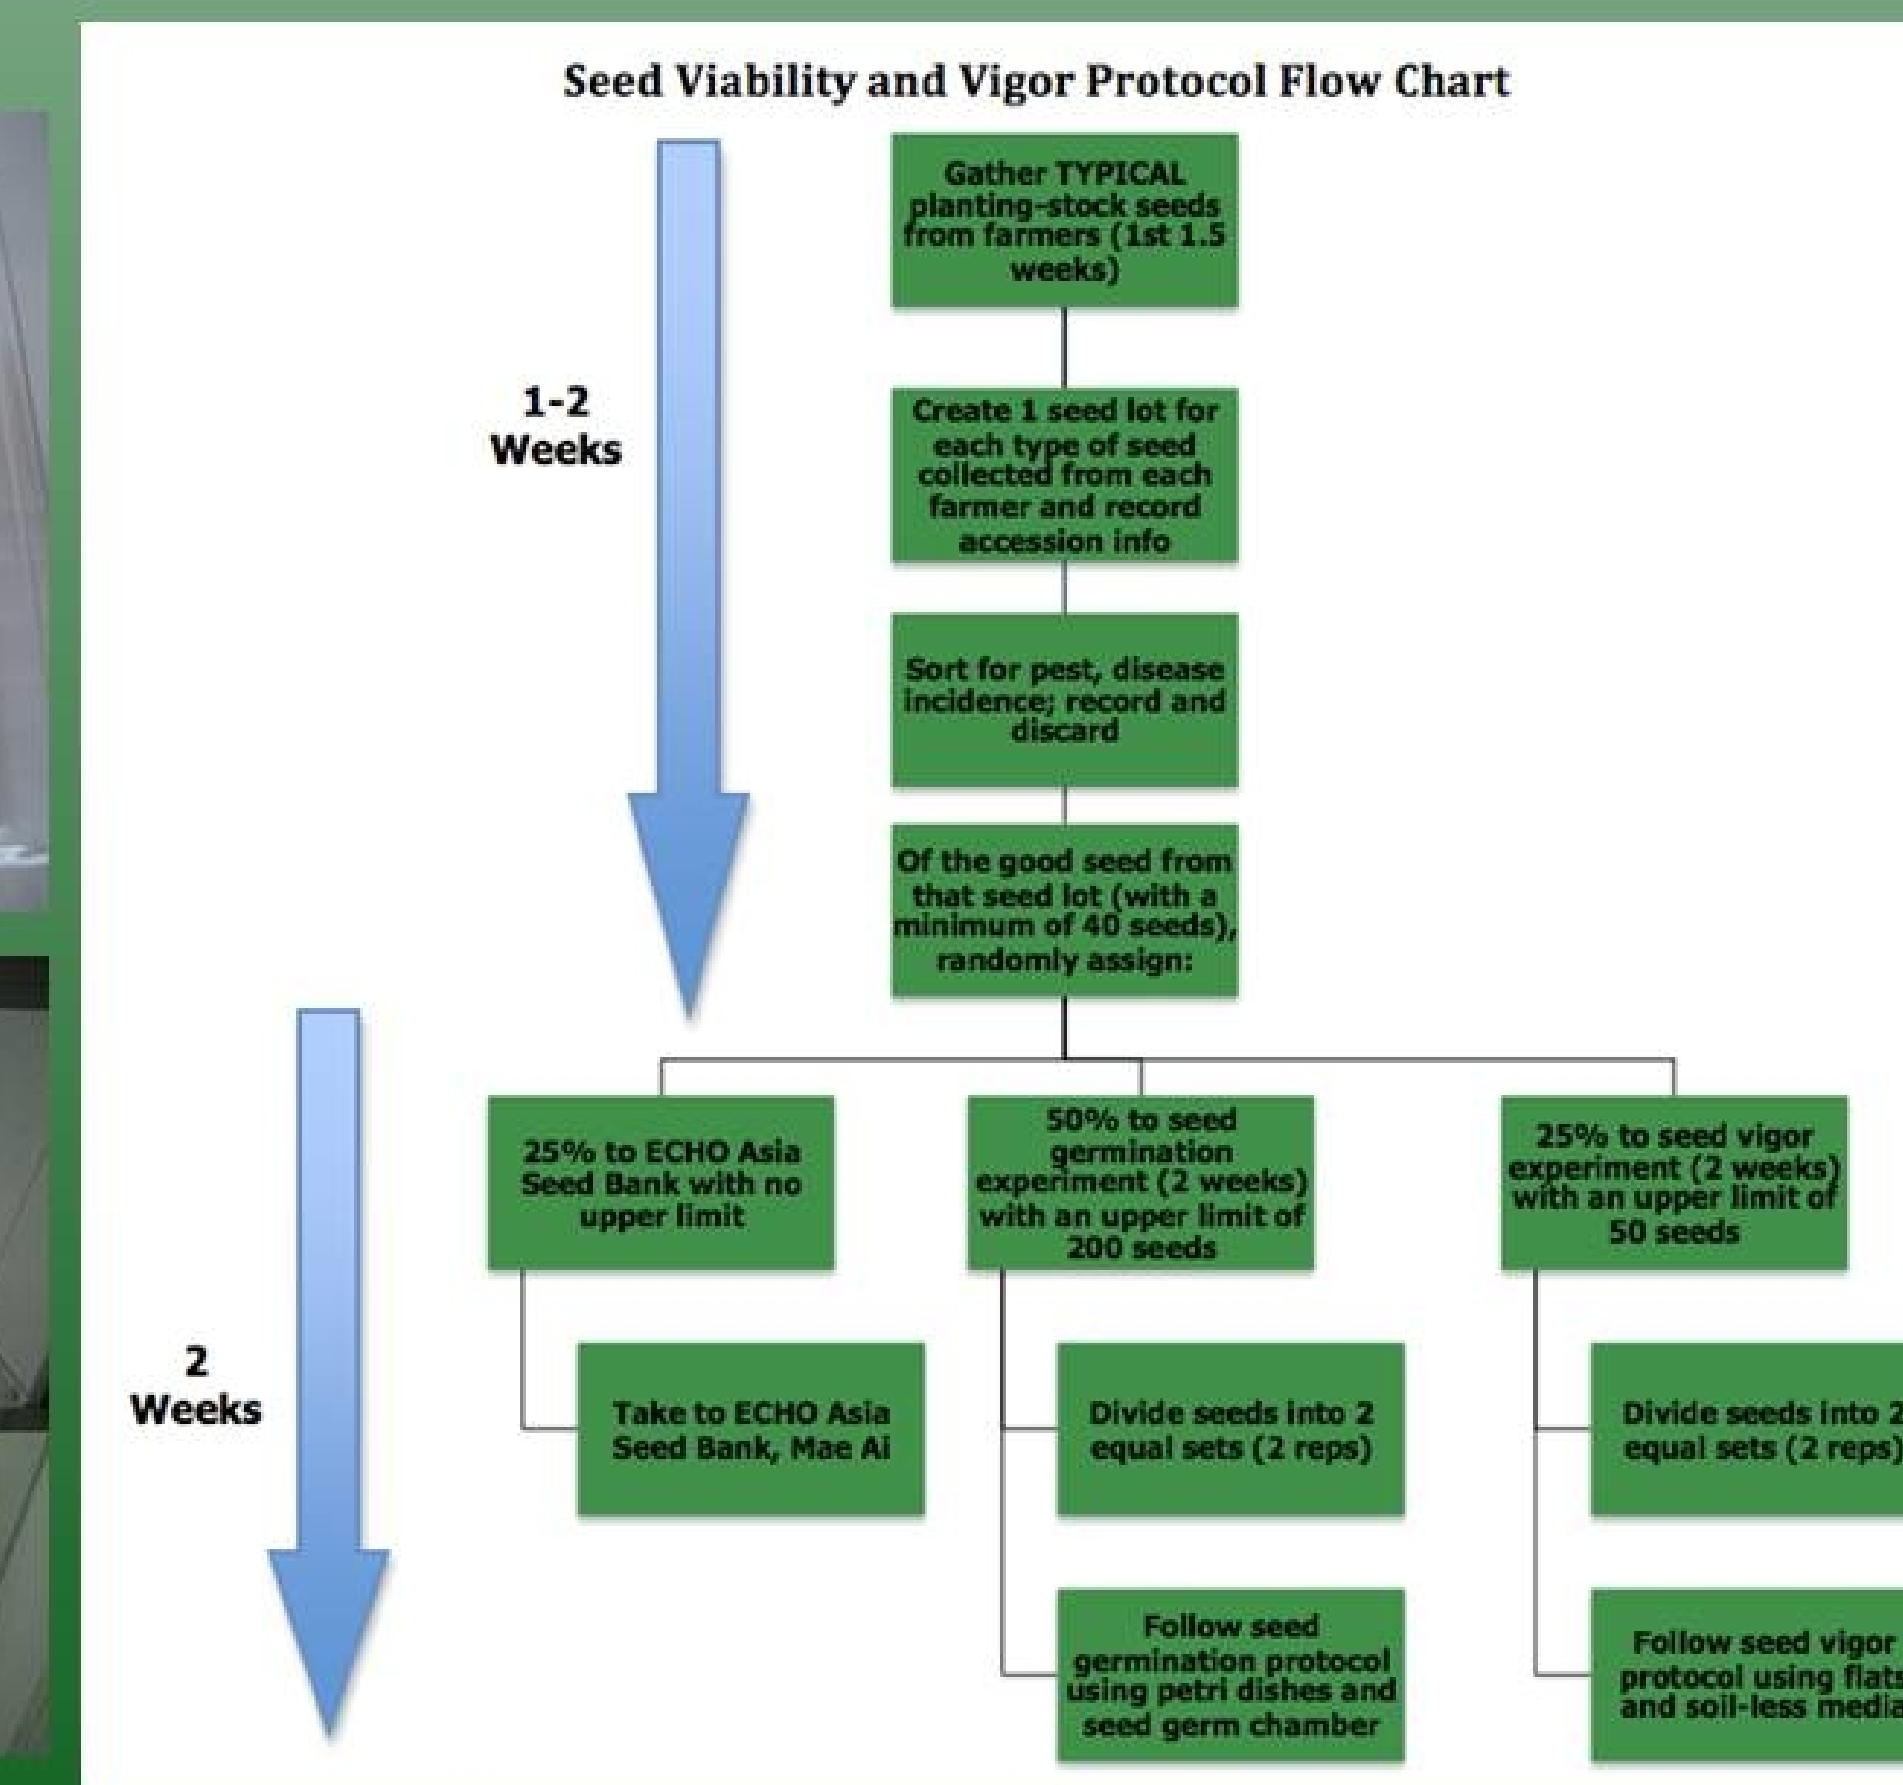 Seed Viability and Vigor Protocol Flow Chart
Gather TYPICAL
planting-stock seeds
from farmers (1st 1.5
weeks)
1-2
Weeks
Create 1 seed lot for
each type of seed
collected from each
farmer and record
accession info
Sort for pest, disease
incidence; record and
discard
Of the good seed from
that seed lot (with a
minimum of 40 seeds),
randomly assign:
2
Weeks
25% to ECHO Asia
Seed Bank with no
upper limit
50% to seed
germination
experiment (2 weeks)
with an upper limit of
200 seeds
25% to seed vigor
experiment (2 weeks)
with an upper limit of
50 seeds
Take to ECHO Asia
Seed Bank, Mae Ai
Divide seeds into 2
equal sets (2 reps)
Divide seeds into 2
equal sets (2 reps)
Follow seed
germination protocol
using petri dishes and
seed germ chamber
Follow seed vigor
protocol using flats
and soil-less media